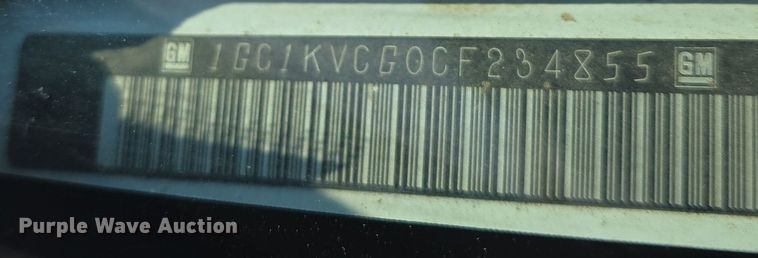 GM 1GC1KVCG0CF234855 GM
Purple Wave Auction